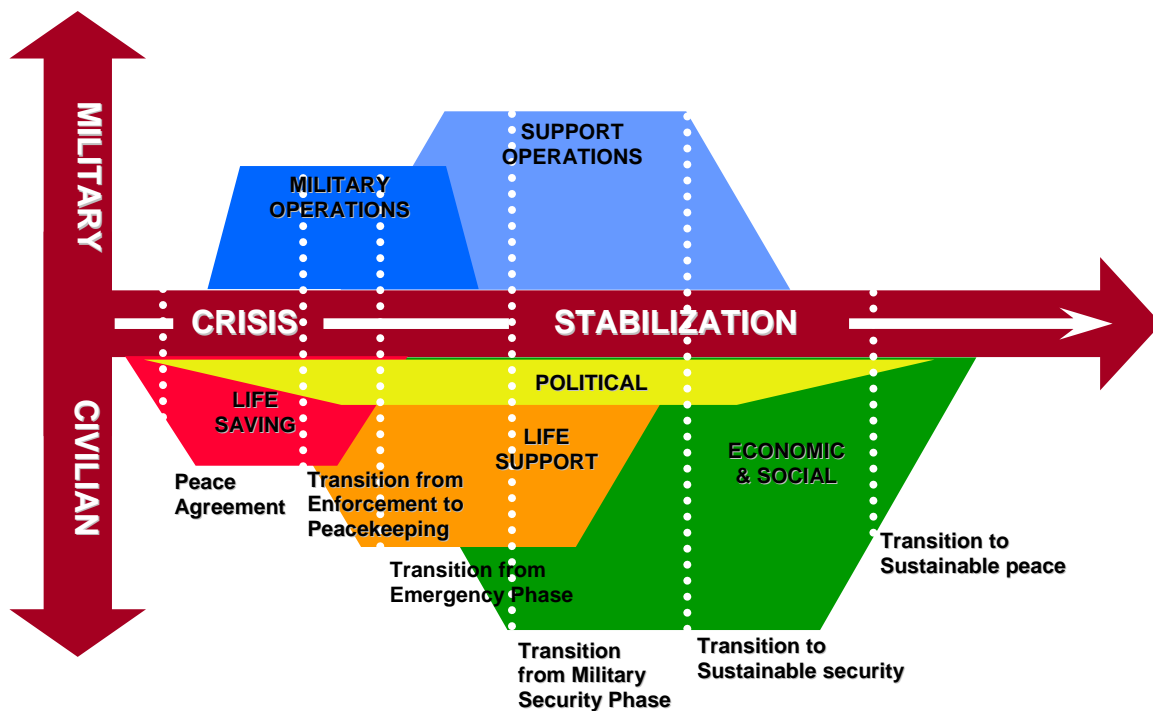 MILITARY
SUPPORT
OPERATIONS
MILITARY
OPERATIONS
CRISIS
STABILIZATION
CIVILIAN
POLITICAL
LIFE
SAVING
LIFE
SUPPORT
ECONOMIC
& SOCIAL
Peace
Agreement
Transition from
Enforcement to
Peacekeeping
Transition from
Emergency Phase
Transition to
Sustainable peace
Transition
from Military
Security Phase
Transition to
Sustainable security